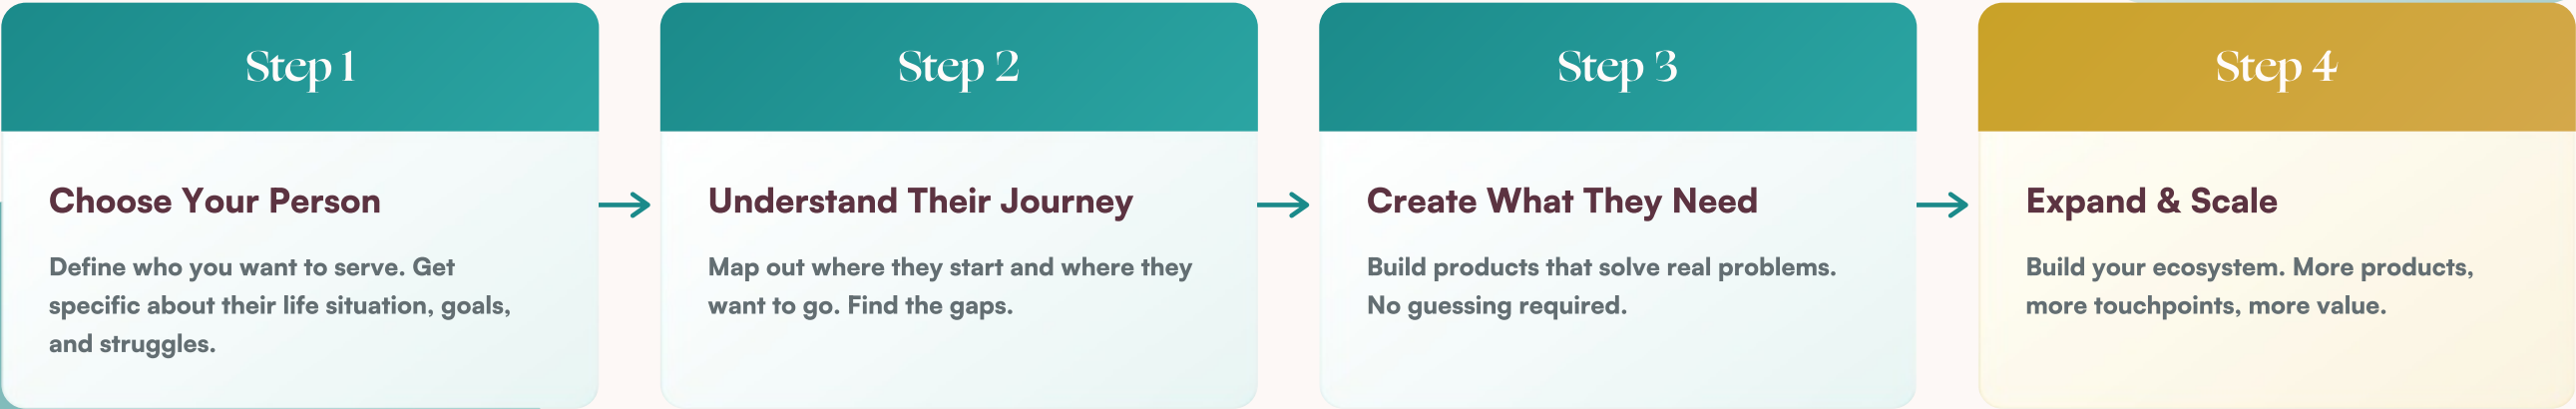 Step 1
Choose Your Person
Define who you want to serve. Get
specific about their life situation, goals,
and struggles.
Step 2
Understand Their Journey
Map out where they start and where they
want to go. Find the gaps.
Step 3
Create What They Need
Build products that solve real problems.
No guessing required.
Step 4
Expand & Scale
Build your ecosystem. More products,
more touchpoints, more value.